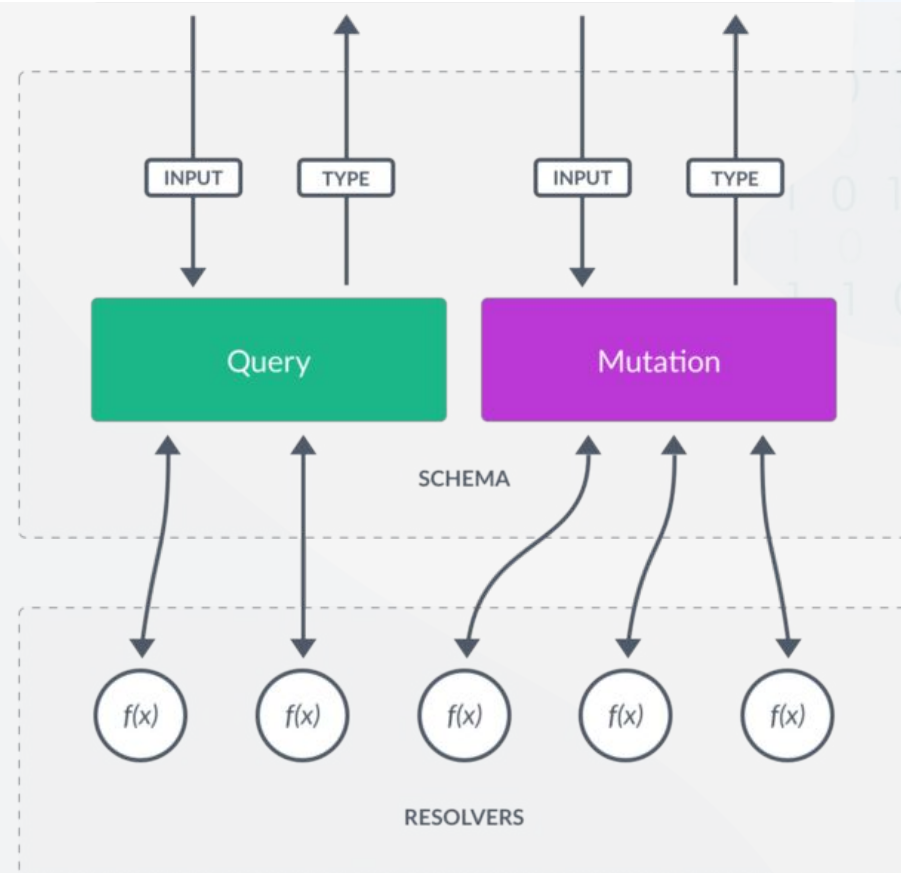 INPUT TYPE INPUT TYPE
Query Mutation
SCHEMA
f(x) f(x) f(x) f(x) f(x)
RESOLVERS